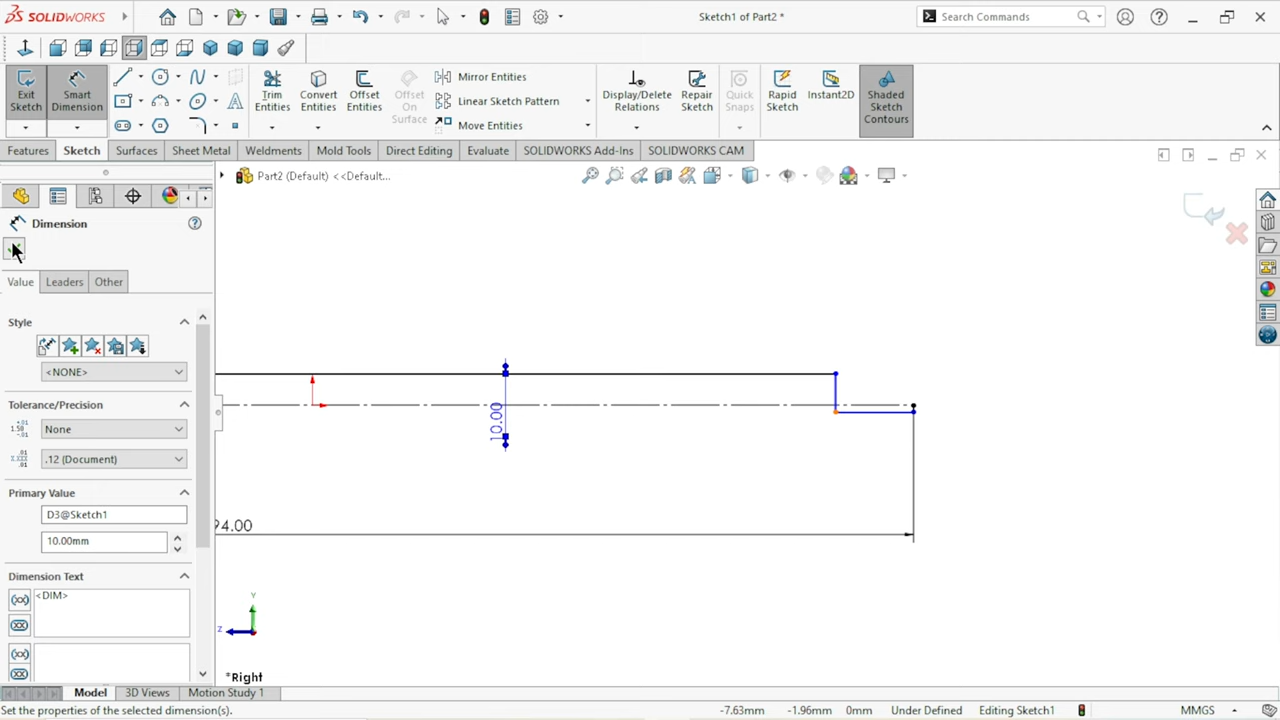 SOLIDWORKS
Sketch1 of Part2 *
Search Commands
Exit Sketch
Smart Dimension
Trim Entities
Convert Entities
Offset Entities
Offset On Surface
Mirror Entities
Linear Sketch Pattern
Move Entities
Display/Delete Relations
Repair Sketch
Quick Snaps
Rapid Sketch
Instant2D
Shaded Sketch Contours
Features
Sketch
Surfaces
Sheet Metal
Weldments
Mold Tools
Direct Editing
Evaluate
SOLIDWORKS Add-Ins
SOLIDWORKS CAM
Part2 (Default) <<Default...
Dimension
Value
Leaders
Other
Style
<NONE>
Tolerance/Precision
None
.12 (Document)
Primary Value
D3@Sketch1
10.00mm
Dimension Text
<DIM>
10.00
94.00
Y
Z
*Right
Model
3D Views
Motion Study 1
Set the properties of the selected dimension(s).
-7.63mm
-1.96mm
0mm
Under Defined
Editing Sketch1
MMGS